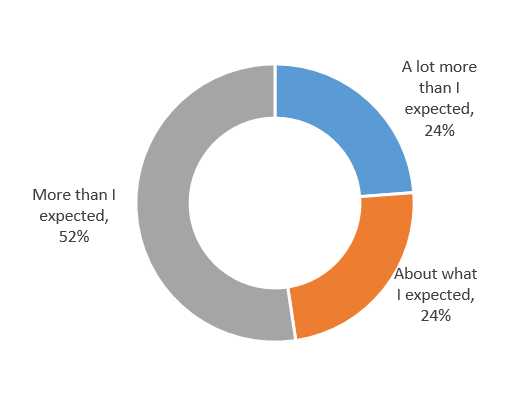 A lot more
than I
expected,
24%
More than I
expected,
52%
About what
I expected,
24%